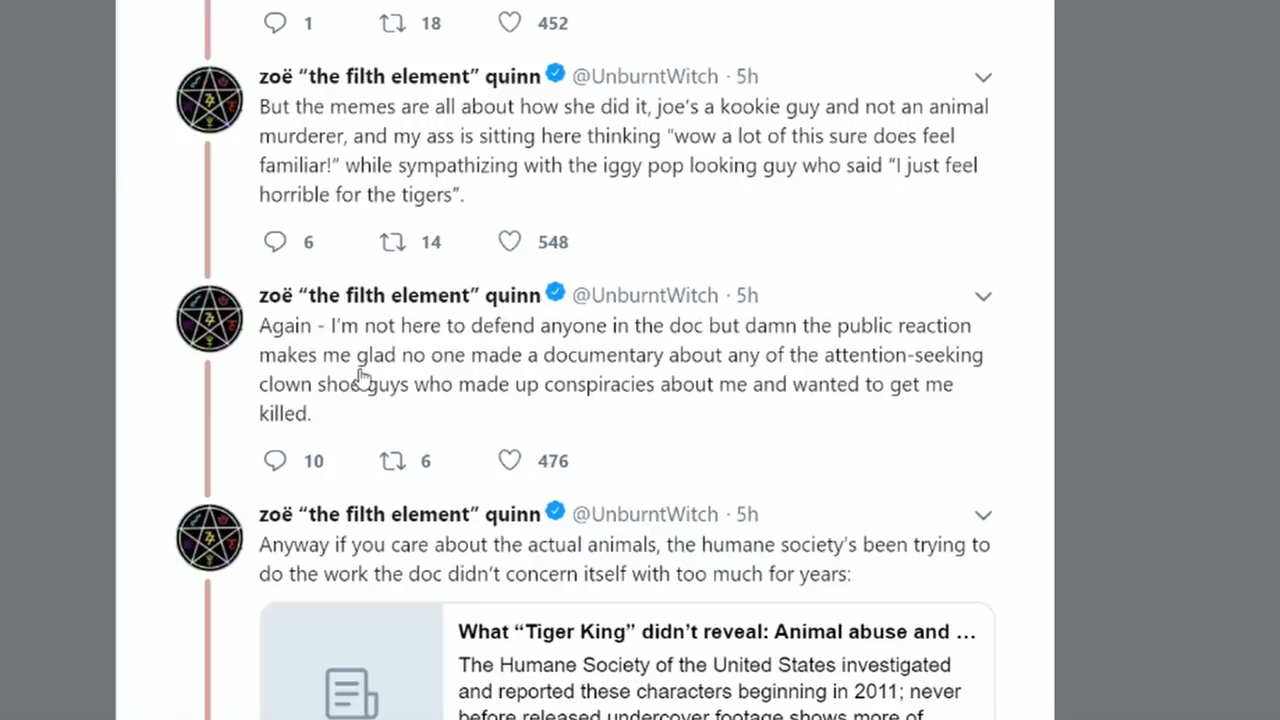 1 18 452
zoë “the filth element” quinn @UnburntWitch · 5h
But the memes are all about how she did it, joe’s a kookie guy and not an animal
murderer, and my ass is sitting here thinking “wow a lot of this sure does feel
familiar!” while sympathizing with the iggy pop looking guy who said “I just feel
horrible for the tigers”.
6 14 548
zoë “the filth element” quinn @UnburntWitch · 5h
Again - I’m not here to defend anyone in the doc but damn the public reaction
makes me glad no one made a documentary about any of the attention-seeking
clown shoe guys who made up conspiracies about me and wanted to get me
killed.
10 6 476
zoë “the filth element” quinn @UnburntWitch · 5h
Anyway if you care about the actual animals, the humane society’s been trying to
do the work the doc didn’t concern itself with too much for years:
What “Tiger King” didn’t reveal: Animal abuse and ...
The Humane Society of the United States investigated
and reported these characters beginning in 2011; never
before released undercover footage shows more of